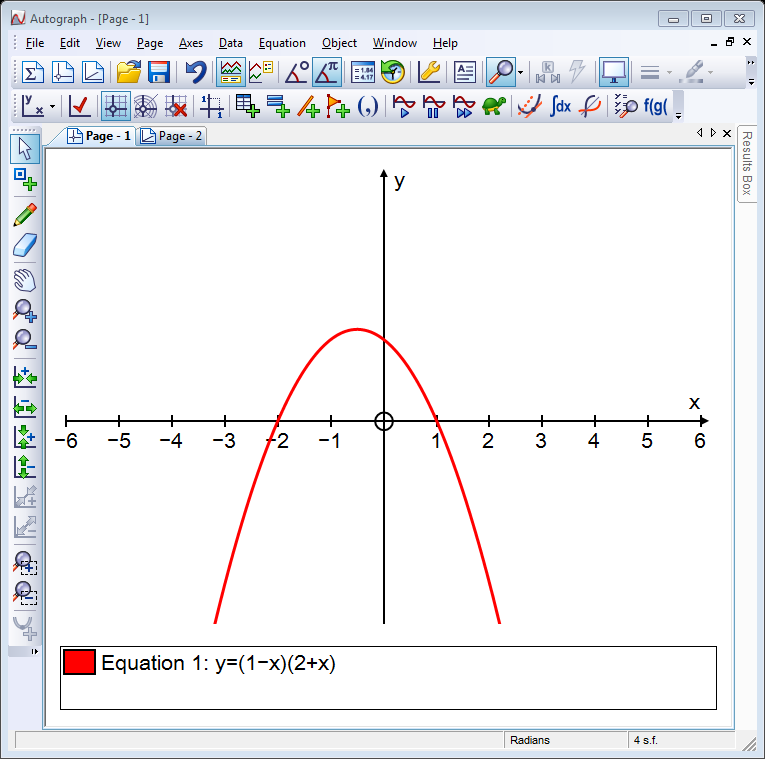 Autograph - [Page - 1]
File Edit View Page Axes Data Equation Object Window Help
Page - 1 Page - 2
Results Box
y
x
−6 −5 −4 −3 −2 −1 1 2 3 4 5 6
Equation 1: y=(1−x)(2+x)
Radians 4 s.f.